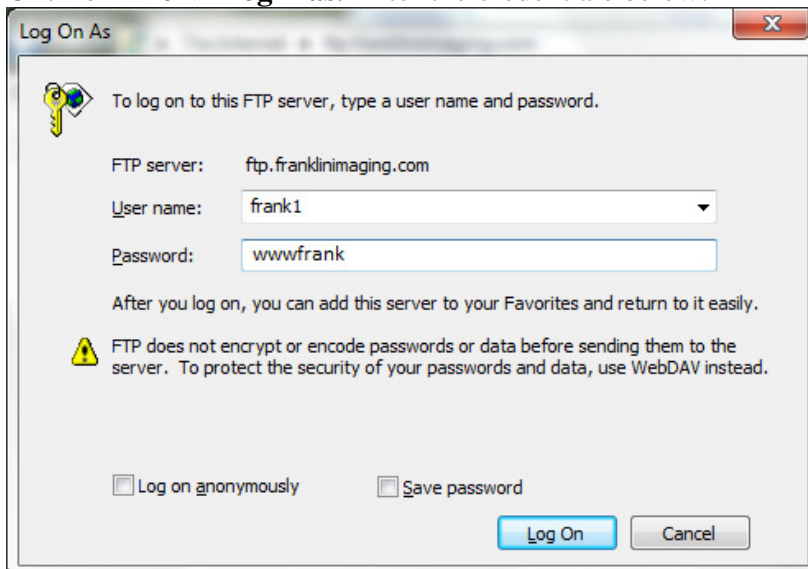 Log On As
To log on to this FTP server, type a user name and password.
FTP server: ftp.franklinimaging.com
User name: frank1
Password: wwwfrank
After you log on, you can add this server to your Favorites and return to it easily.
FTP does not encrypt or encode passwords or data before sending them to the
server. To protect the security of your passwords and data, use WebDAV instead.
Log on anonymously Save password
Log On Cancel